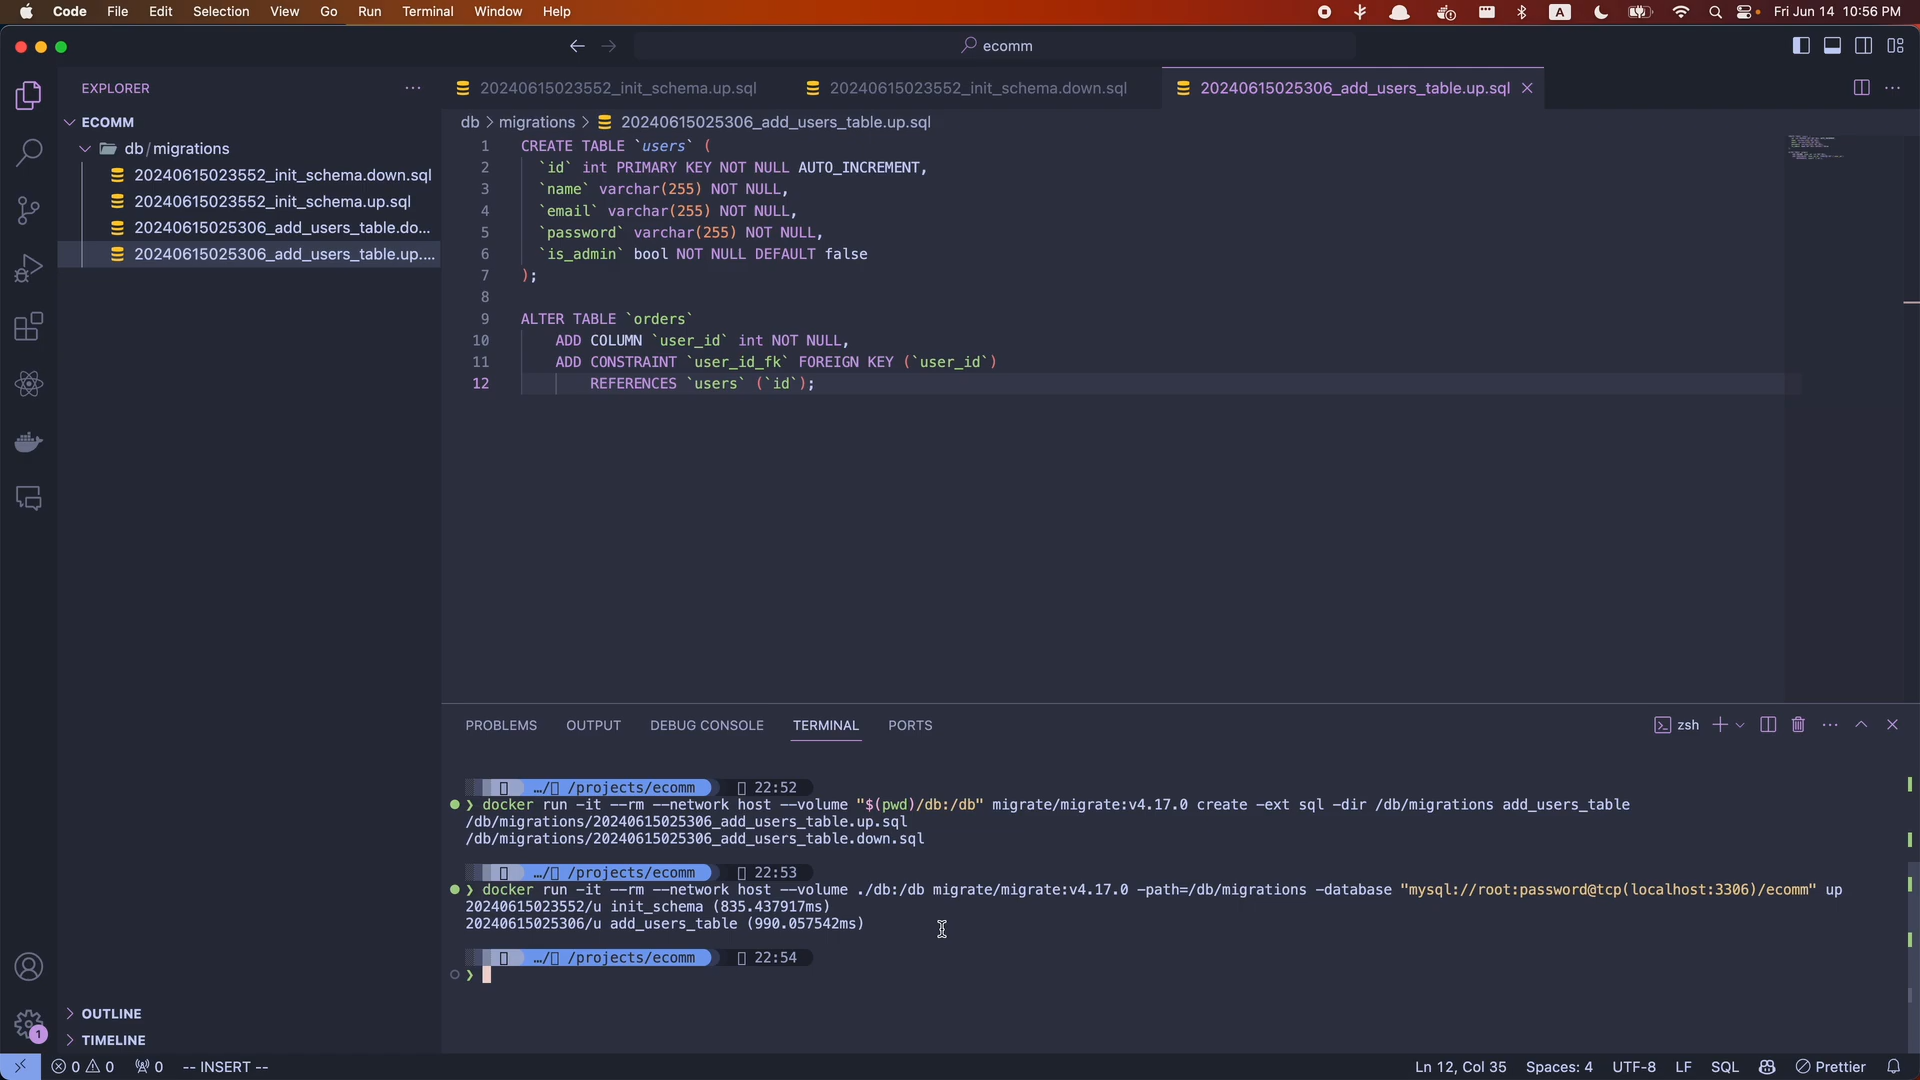 Code File Edit Selection View Go Run Terminal Window Help A Fri Jun 14 10:56 PM
ecomm
EXPLORER
20240615023552_init_schema.up.sql 20240615023552_init_schema.down.sql 20240615025306_add_users_table.up.sql
ECOMM
db/migrations
20240615023552_init_schema.down.sql
20240615023552_init_schema.up.sql
20240615025306_add_users_table.do...
20240615025306_add_users_table.up....
db > migrations > 20240615025306_add_users_table.up.sql
1 CREATE TABLE `users` (
2 `id` int PRIMARY KEY NOT NULL AUTO_INCREMENT,
3 `name` varchar(255) NOT NULL,
4 `email` varchar(255) NOT NULL,
5 `password` varchar(255) NOT NULL,
6 `is_admin` bool NOT NULL DEFAULT false
7 );
8
9 ALTER TABLE `orders`
10 ADD COLUMN `user_id` int NOT NULL,
11 ADD CONSTRAINT `user_id_fk` FOREIGN KEY (`user_id`)
12 REFERENCES `users` (`id`);
PROBLEMS OUTPUT DEBUG CONSOLE TERMINAL PORTS zsh
…/ /projects/ecomm 22:52
❯ docker run -it --rm --network host --volume "$(pwd)/db:/db" migrate/migrate:v4.17.0 create -ext sql -dir /db/migrations add_users_table
/db/migrations/20240615025306_add_users_table.up.sql
/db/migrations/20240615025306_add_users_table.down.sql
…/ /projects/ecomm 22:53
❯ docker run -it --rm --network host --volume ./db:/db migrate/migrate:v4.17.0 -path=/db/migrations -database "mysql://root:password@tcp(localhost:3306)/ecomm" up
20240615023552/u init_schema (835.437917ms)
20240615025306/u add_users_table (990.057542ms)
…/ /projects/ecomm 22:54
❯
OUTLINE
TIMELINE
1
0 0 0 -- INSERT -- Ln 12, Col 35 Spaces: 4 UTF-8 LF SQL Prettier